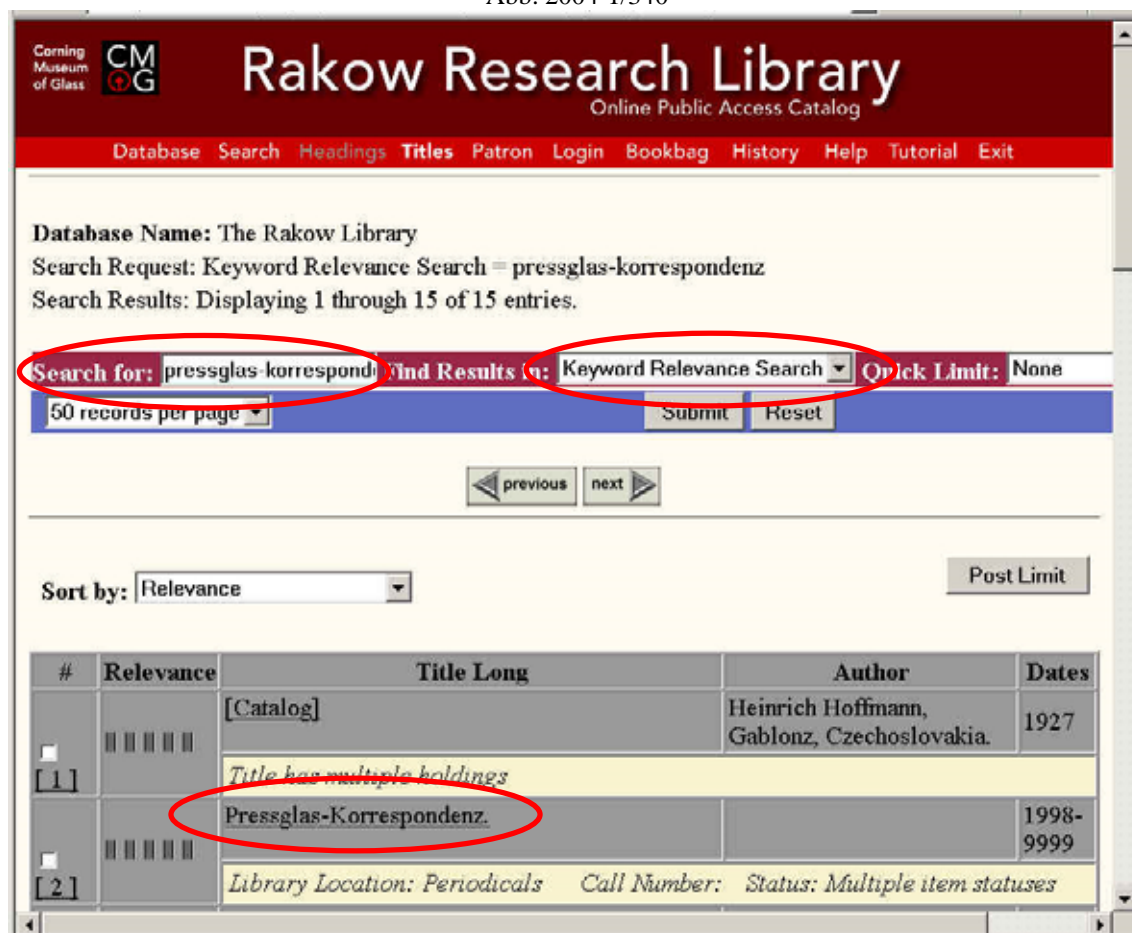 Corning
Museum
of Glass
CM
OG
Rakow Research Library
Online Public Access Catalog
Database Search Headings Titles Patron Login Bookbag History Help Tutorial Exit
Database Name: The Rakow Library
Search Request: Keyword Relevance Search = pressglas-korrespondenz
Search Results: Displaying 1 through 15 of 15 entries.
Search for: pressglas-korrespond Find Results in: Keyword Relevance Search Quick Limit: None
50 records per page Submit Reset
previous next
Post Limit
Sort by: Relevance
# Relevance Title Long Author Dates
[Catalog] Heinrich Hoffmann, Gablonz, Czechoslovakia. 1927
[1] Title has multiple holdings
Pressglas-Korrespondenz. 1998-9999
[2] Library Location: Periodicals Call Number: Status: Multiple item statuses